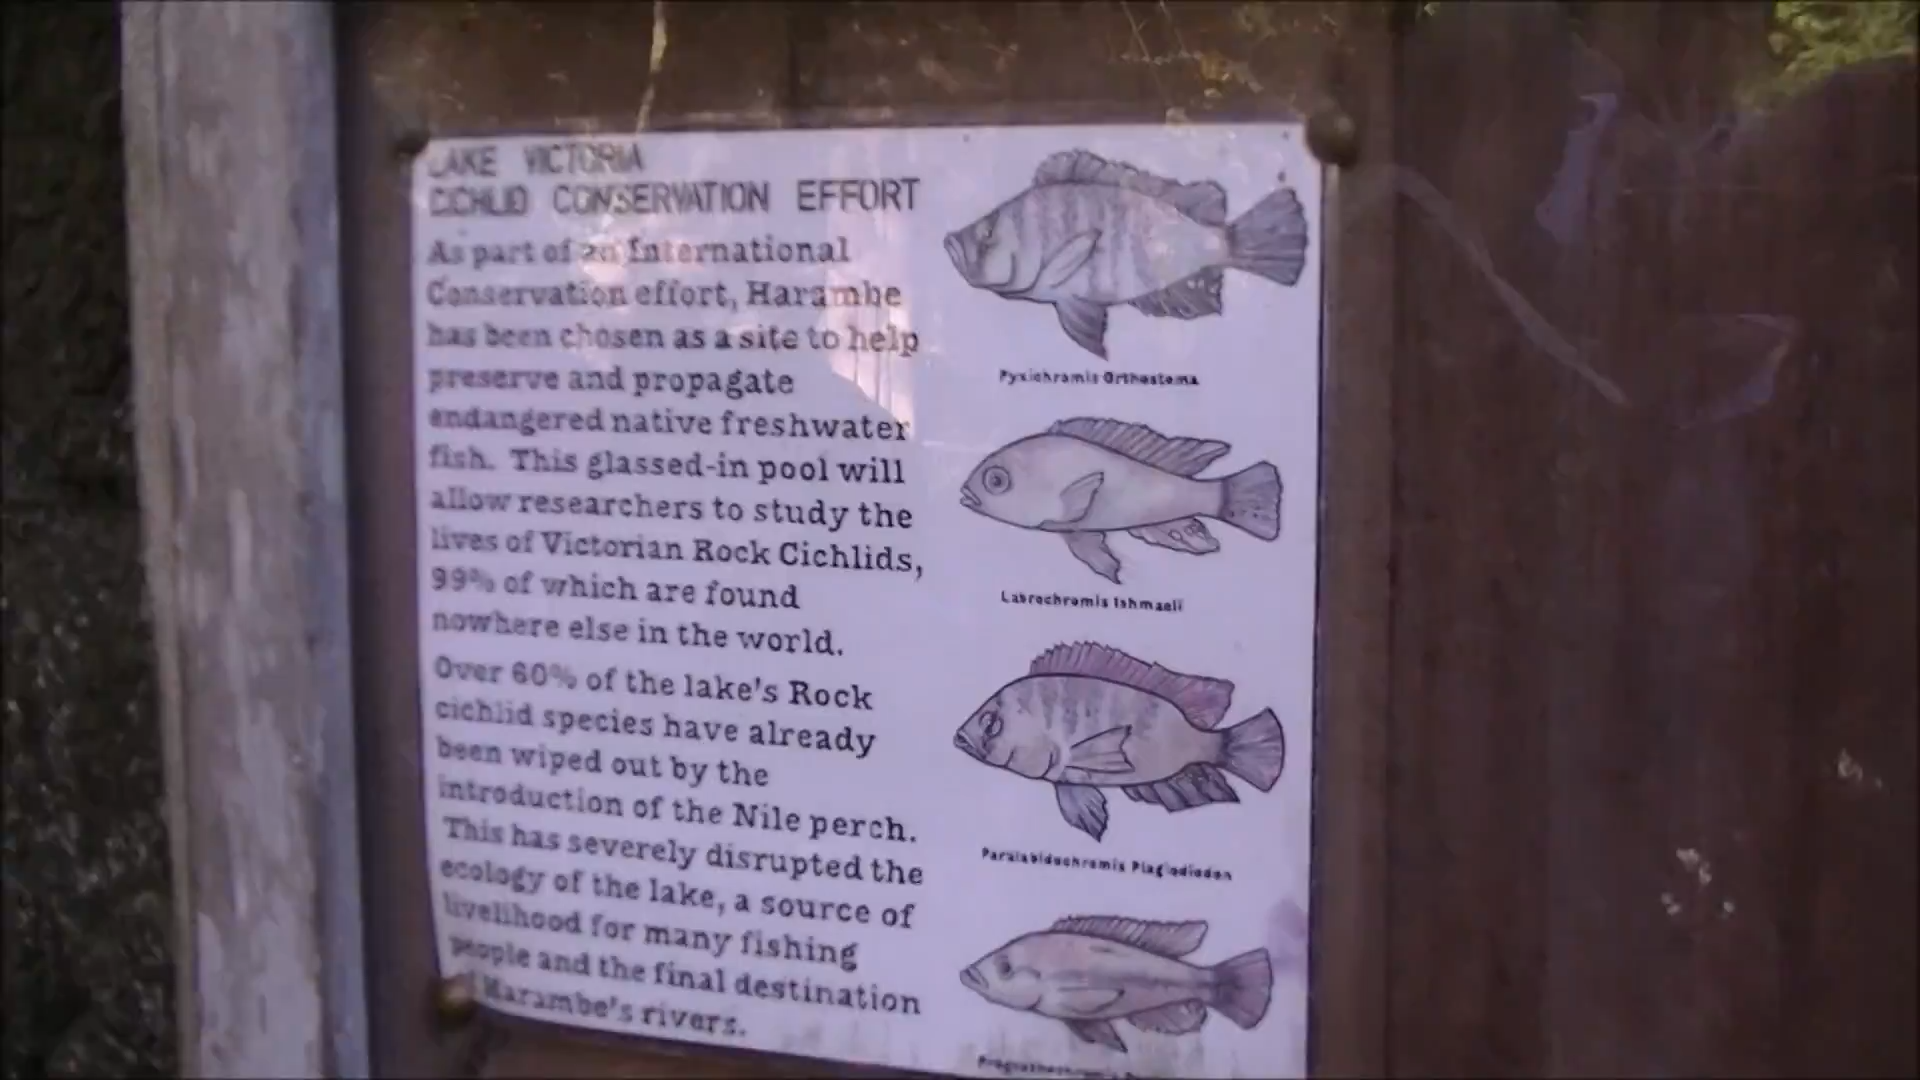 LAKE VICTORIA
CICHLID CONSERVATION EFFORT
As part of an International
Conservation effort, Harambe
has been chosen as a site to help
preserve and propagate
endangered native freshwater
fish. This glassed-in pool will
allow researchers to study the
lives of Victorian Rock Cichlids,
99% of which are found
nowhere else in the world.
Over 60% of the lake's Rock
cichlid species have already
been wiped out by the
introduction of the Nile perch.
This has severely disrupted the
ecology of the lake, a source of
livelihood for many fishing
people and the final destination
Harambe's rivers.
Pyxichromis Orthostoma
Labrochromis Ishmaeli
Paralabidochromis Plagiodiodon